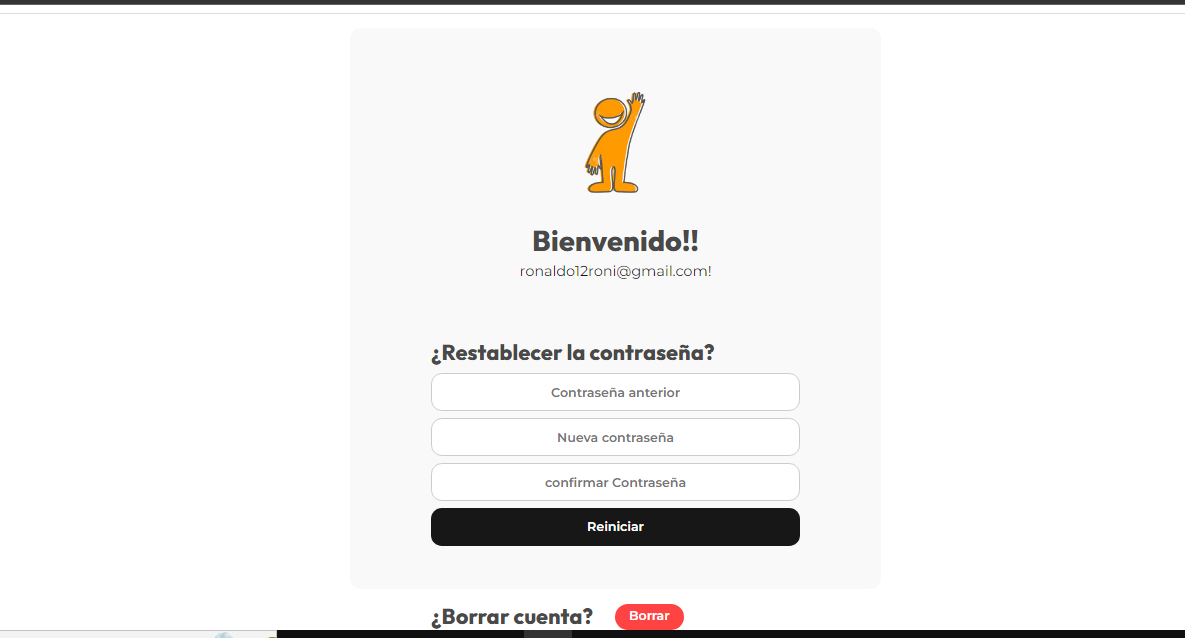 Bienvenido!!
ronaldo12roni@gmail.com!
¿Restablecer la contraseña?
Contraseña anterior
Nueva contraseña
confirmar Contraseña
Reiniciar
¿Borrar cuenta? Borrar